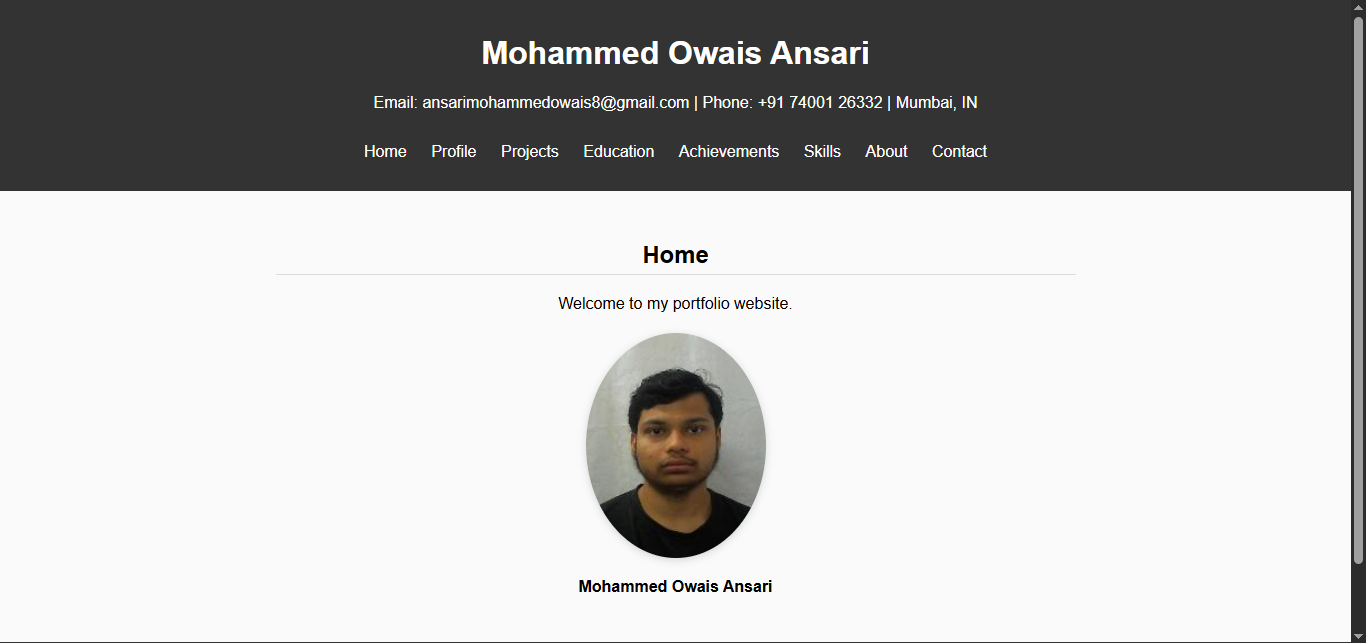 Mohammed Owais Ansari
Email: ansarimohammedowais8@gmail.com | Phone: +91 74001 26332 | Mumbai, IN
Home Profile Projects Education Achievements Skills About Contact
Home
Welcome to my portfolio website.
Mohammed Owais Ansari